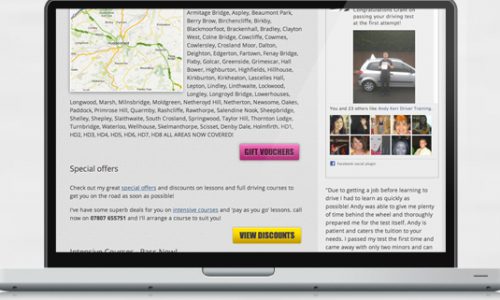 Armitage Bridge, Aspley, Beaumont Park,
Berry Brow, Birchencliffe, Birkby,
Blackmoorfoot, Brackenhall, Bradley, Clayton
West, Colne Bridge, Cowcliffe, Cownes,
Cowlersley, Crosland Moor, Dalton,
Deighton, Edgerton, Fartown, Fenay Bridge,
Fixby, Golcar, Greenside, Grimescar, Hall
Bower, Highburton, Highfields, Hillhouse,
Kirkburton, Kirkheaton, Lascelles Hall,
Lepton, Lindley, Linthwaite, Lockwood,
Longley, Longroyd Bridge, Lowerhouses,
Longwood, Marsh, Milnsbridge, Moldgreen, Netheroyd Hill, Netherton, Newsome, Oakes,
Paddock, Primrose Hill, Quarmby, Rashcliffe, Rawthorpe, Salendine Nook, Sheepridge,
Shelley, Shepley, Slaithwaite, South Crosland, Springwood, Taylor Hill, Thornton Lodge,
Turnbridge, Waterloo, Wellhouse, Skelmanthorpe, Scisset, Denby Dale, Holmfirth. HD1,
HD2, HD3, HD4, HD5, HD6, HD7, HD8 ALL AREAS NOW COVERED!
GIFT VOUCHERS
Special offers
Check out my great special offers and discounts on lessons and full driving courses to
get you on the road as soon as possible!
I've have some superb deals for you on intensive courses and 'pay as you go' lessons. call
now on 07807 655751 and I'll arrange a course to suit you!
VIEW DISCOUNTS
Intensive Courses - Pass Now!
Congratulations Grant on
passing your driving test
at the first attempt!
You and 23 others like Andy Kerr Driver Training.
Facebook social plugin
"Due to getting a job before learning to
drive I had to learn as quickly as
possible! Andy was able to give me plenty
of time behind the wheel and thoroughly
prepared me for the test itself. Andy is
patient and caters the tuition to your
needs. I passed my test the first time and
came away with only two minors and can